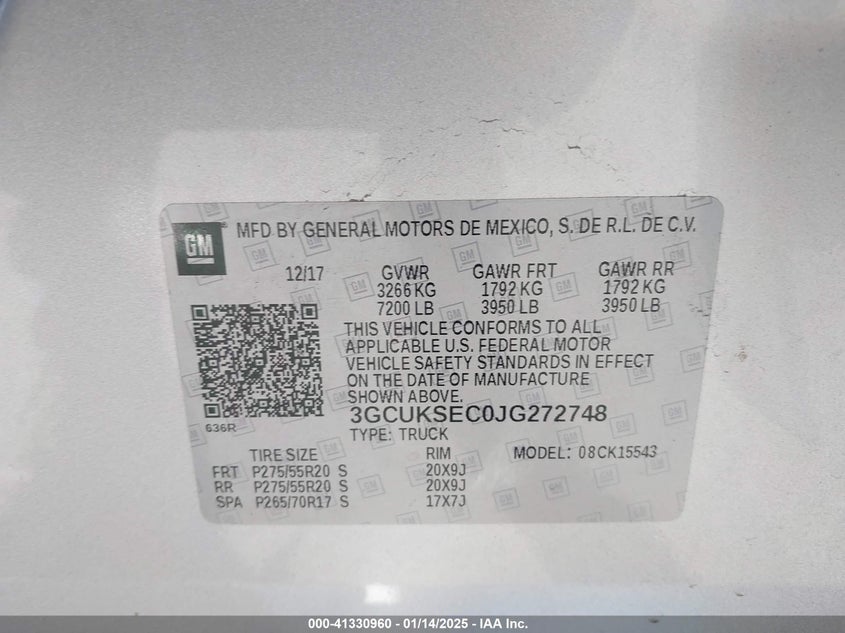 GM
MFD BY GENERAL MOTORS DE MEXICO, S. DE R.L. DE C.V.
12/17 GVWR GAWR FRT GAWR RR
3266 KG 1792 KG 1792 KG
7200 LB 3950 LB 3950 LB
THIS VEHICLE CONFORMS TO ALL
APPLICABLE U.S. FEDERAL MOTOR
VEHICLE SAFETY STANDARDS IN EFFECT
ON THE DATE OF MANUFACTURE
SHOWN ABOVE.
636R
3GCUKSEC0JG272748
TYPE: TRUCK
TIRE SIZE RIM MODEL: 08CK15543
FRT P275/55R20 S 20X9J
RR P275/55R20 S 20X9J
SPA P265/70R17 S 17X7J
000-41330960 - 01/14/2025 - IAA Inc.